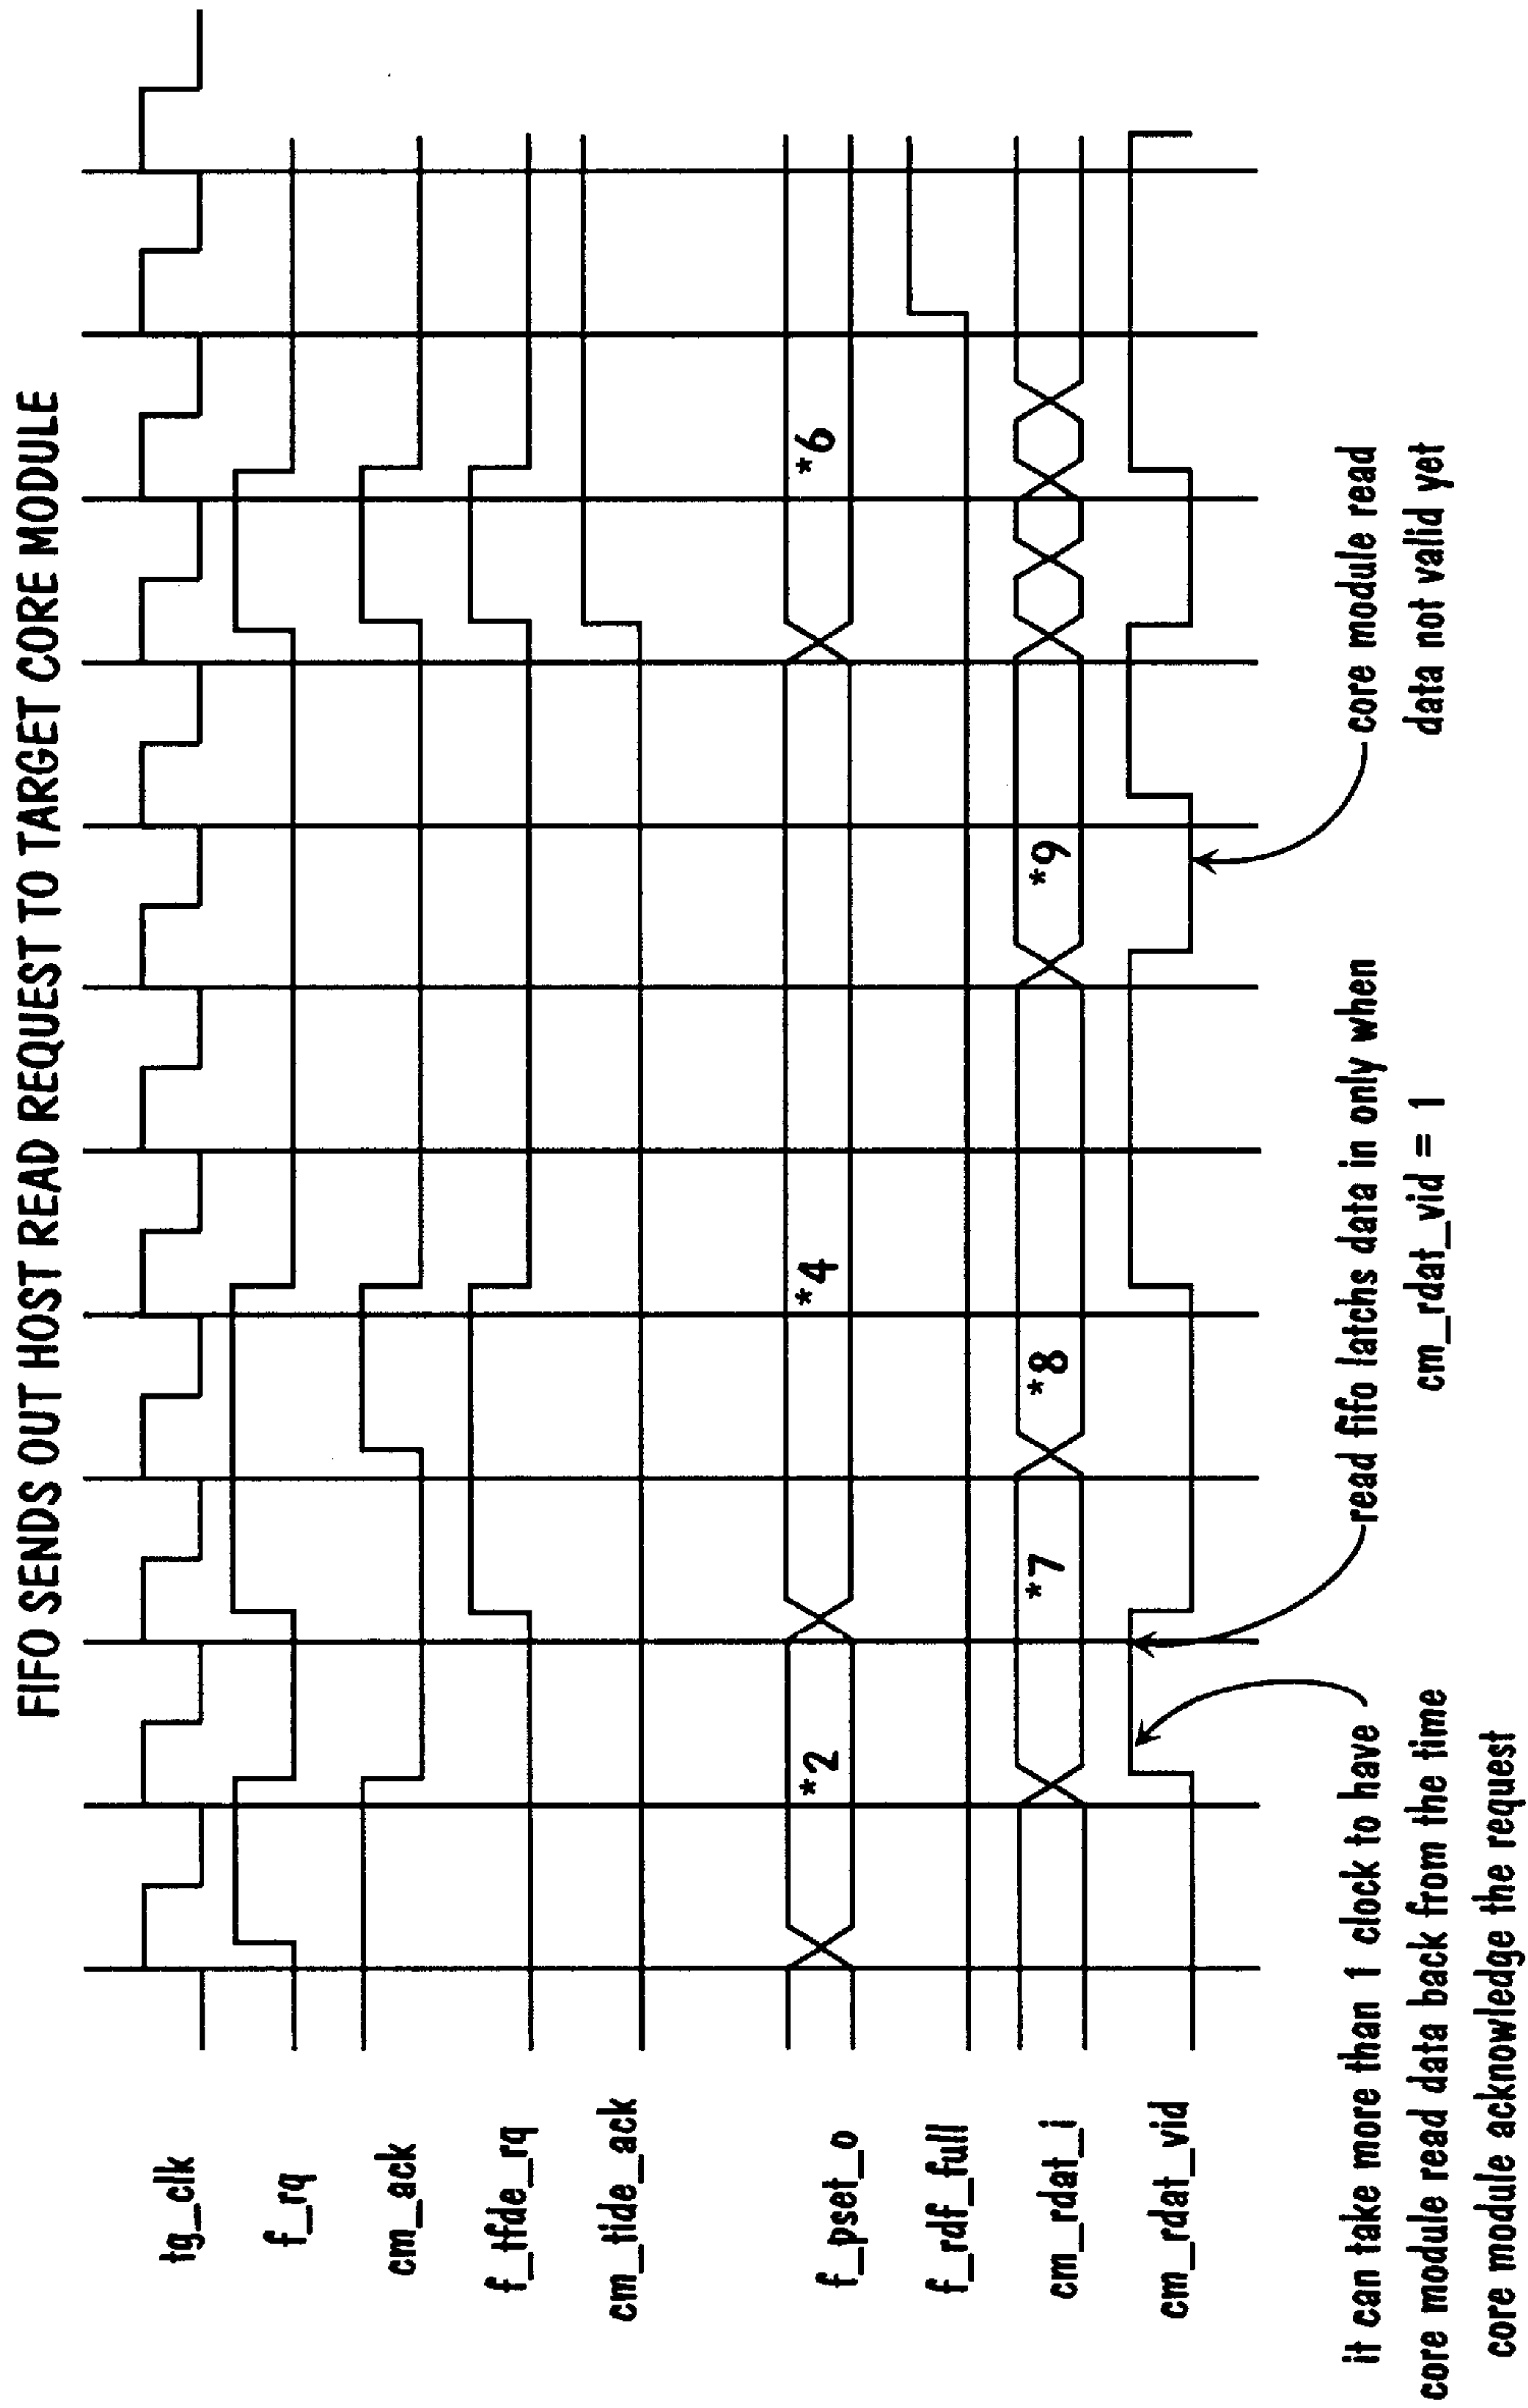 FIFO SENDS OUT HOST READ REQUEST TO TARGET CORE MODULE
tg_clk
f_rq
cm_ack
f_tfde_rq
cm_tide_ack
f_pset_o
*2
*4
*6
f_rdf_full
cm_rdat_i
*7
*8
*9
cm_rdat_vid
it can take more than 1 clock to have
core module read data back from the time
core module acknowledge the request
read fifo latchs data in only when
cm_rdat_vid = 1
core module read
data not valid yet